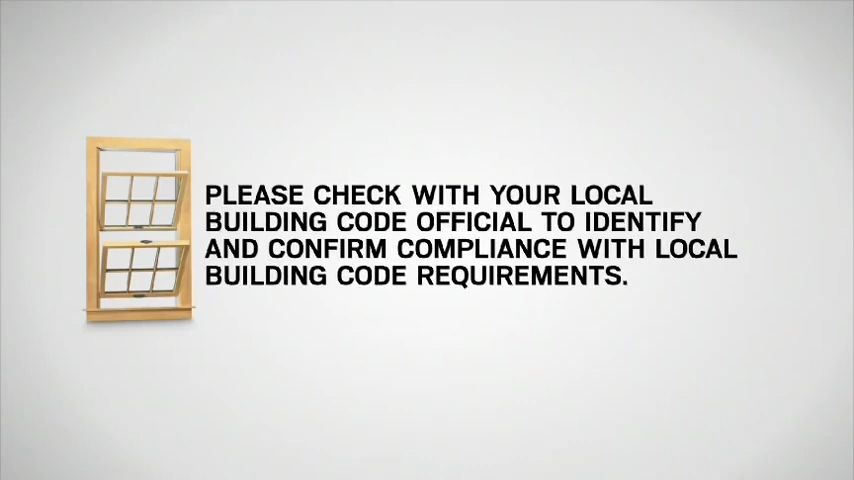 PLEASE CHECK WITH YOUR LOCAL
BUILDING CODE OFFICIAL TO IDENTIFY
AND CONFIRM COMPLIANCE WITH LOCAL
BUILDING CODE REQUIREMENTS.